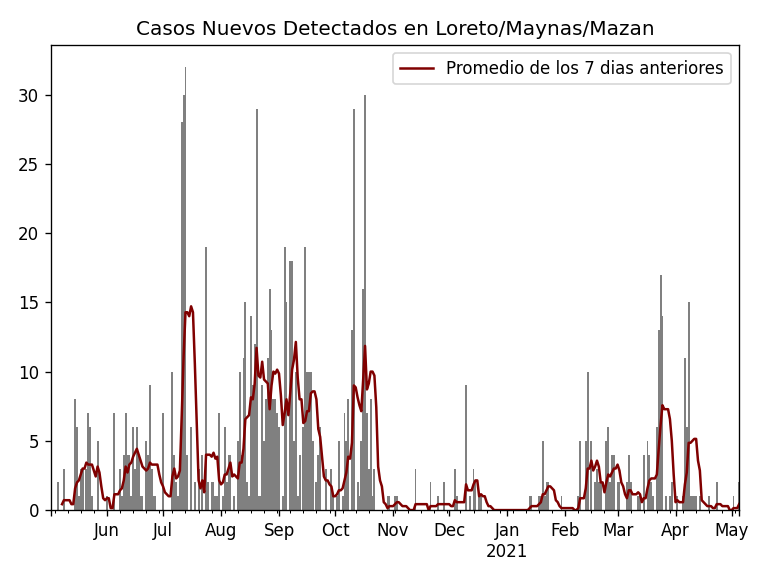 Casos Nuevos Detectados en Loreto/Maynas/Mazan
Promedio de los 7 dias anteriores
30
25
20
15
10
5
0
Jun Jul Aug Sep Oct Nov Dec Jan Feb Mar Apr May
2021